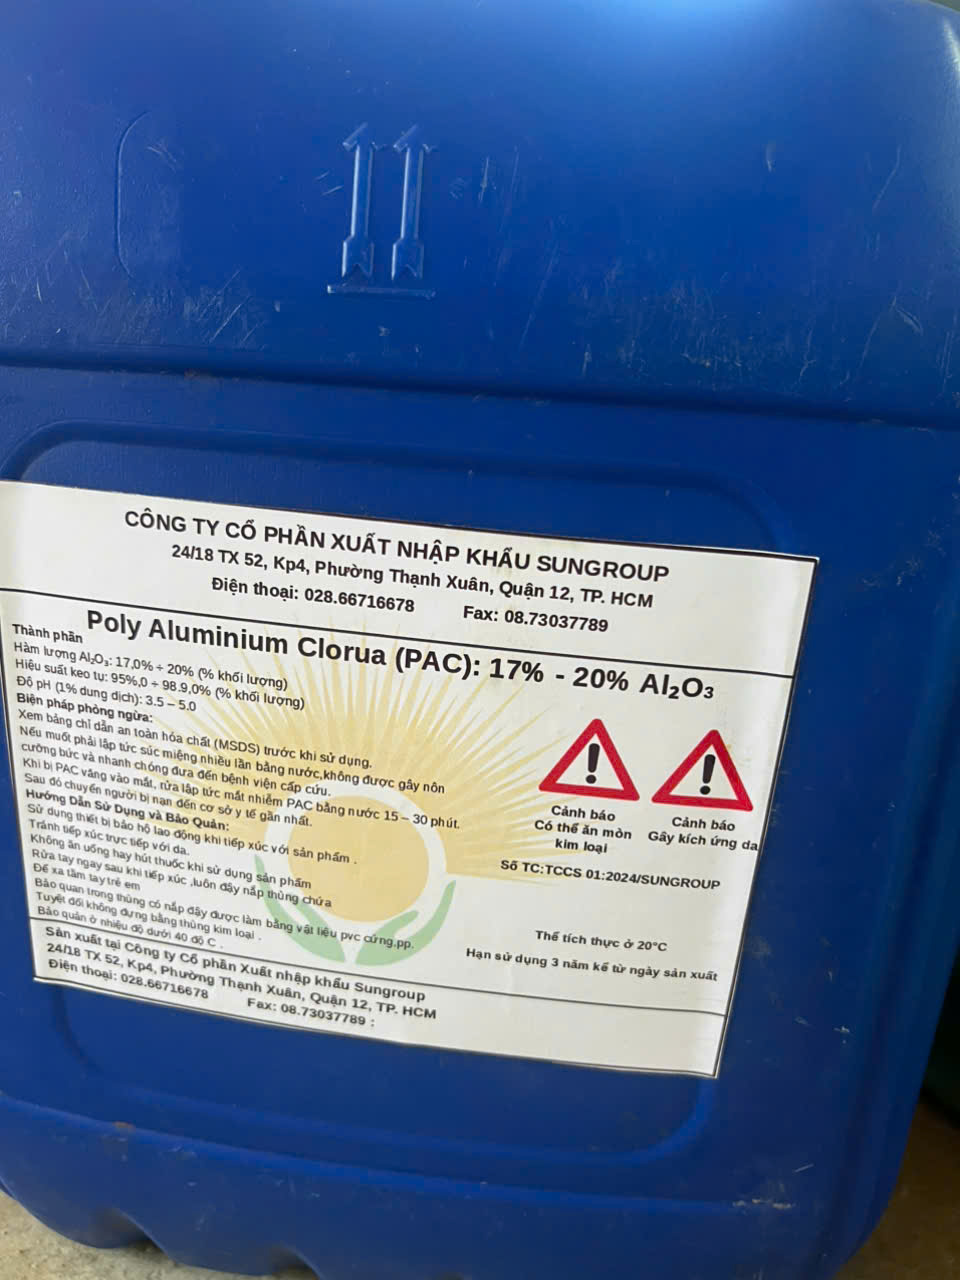 CÔNG TY CỔ PHẦN XUẤT NHẬP KHẨU SUNGROUP
24/18 TX 52, Kp4, Phường Thạnh Xuân, Quận 12, TP. HCM
Điện thoại: 028.66716678 Fax: 08.73037789
Poly Aluminium Clorua (PAC): 17% - 20% Al₂O₃
Thành phần
Hàm lượng Al₂O₃: 17,0% ÷ 20% (% khối lượng)
Hiệu suất keo tụ: 95%,0 ÷ 98.9,0% (% khối lượng)
Độ pH (1% dung dịch): 3.5 – 5.0
Biện pháp phòng ngừa:
Xem bảng chỉ dẫn an toàn hóa chất (MSDS) trước khi sử dụng.
Nếu muốt phải lập tức súc miệng nhiều lần bằng nước,không được gây nôn
cưỡng bức và nhanh chóng đưa đến bệnh viện cấp cứu.
Khi bị PAC văng vào mắt, rửa lập tức mắt nhiễm PAC bằng nước 15 – 30 phút.
Sau đó chuyển người bị nạn đến cơ sở y tế gần nhất.
Hướng Dẫn Sử Dụng và Bảo Quản:
Sử dụng thiết bị bảo hộ lao động khi tiếp xúc với sản phẩm .
Tránh tiếp xúc trực tiếp với da.
Không ăn uống hay hút thuốc khi sử dụng sản phẩm
Rửa tay ngay sau khi tiếp xúc ,luôn đậy nắp thùng chứa
Để xa tầm tay trẻ em
Bảo quan trong thùng có nắp đậy được làm bằng vật liệu pvc cứng,pp.
Tuyệt đối không đựng bằng thùng kim loại .
Bảo quản ở nhiệt độ dưới 40 độ C .
Cảnh báo
Có thể ăn mòn
kim loại
Cảnh báo
Gây kích ứng da
Số TC:TCCS 01:2024/SUNGROUP
Thể tích thực ở 20°C
Hạn sử dụng 3 năm kể từ ngày sản xuất
Sản xuất tại Công ty Cổ phần Xuất nhập khẩu Sungroup
24/18 TX 52, Kp4, Phường Thạnh Xuân, Quận 12, TP. HCM
Điện thoại: 028.66716678 Fax: 08.73037789 :